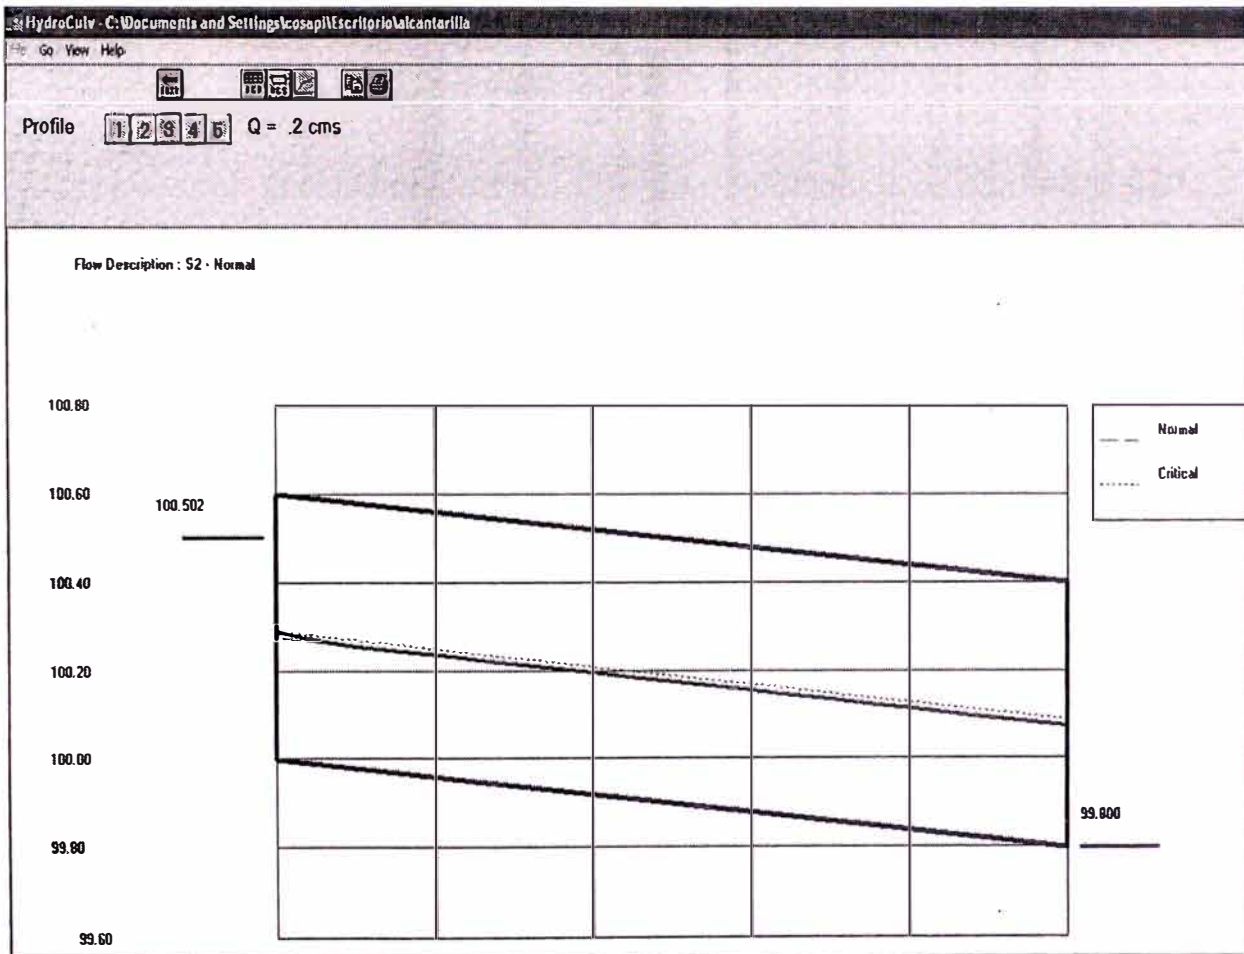 HydroCulv - C:\Documents and Settings\cosapi\Escritorio\alcantarilla
Go View Help
TEXT
Profile 1 2 3 4 5 Q = .2 cms
Flow Description : S2 - Normal
100.80
100.60
100.502
100.40
100.20
100.00
99.80
99.60
99.800
Normal
Critical